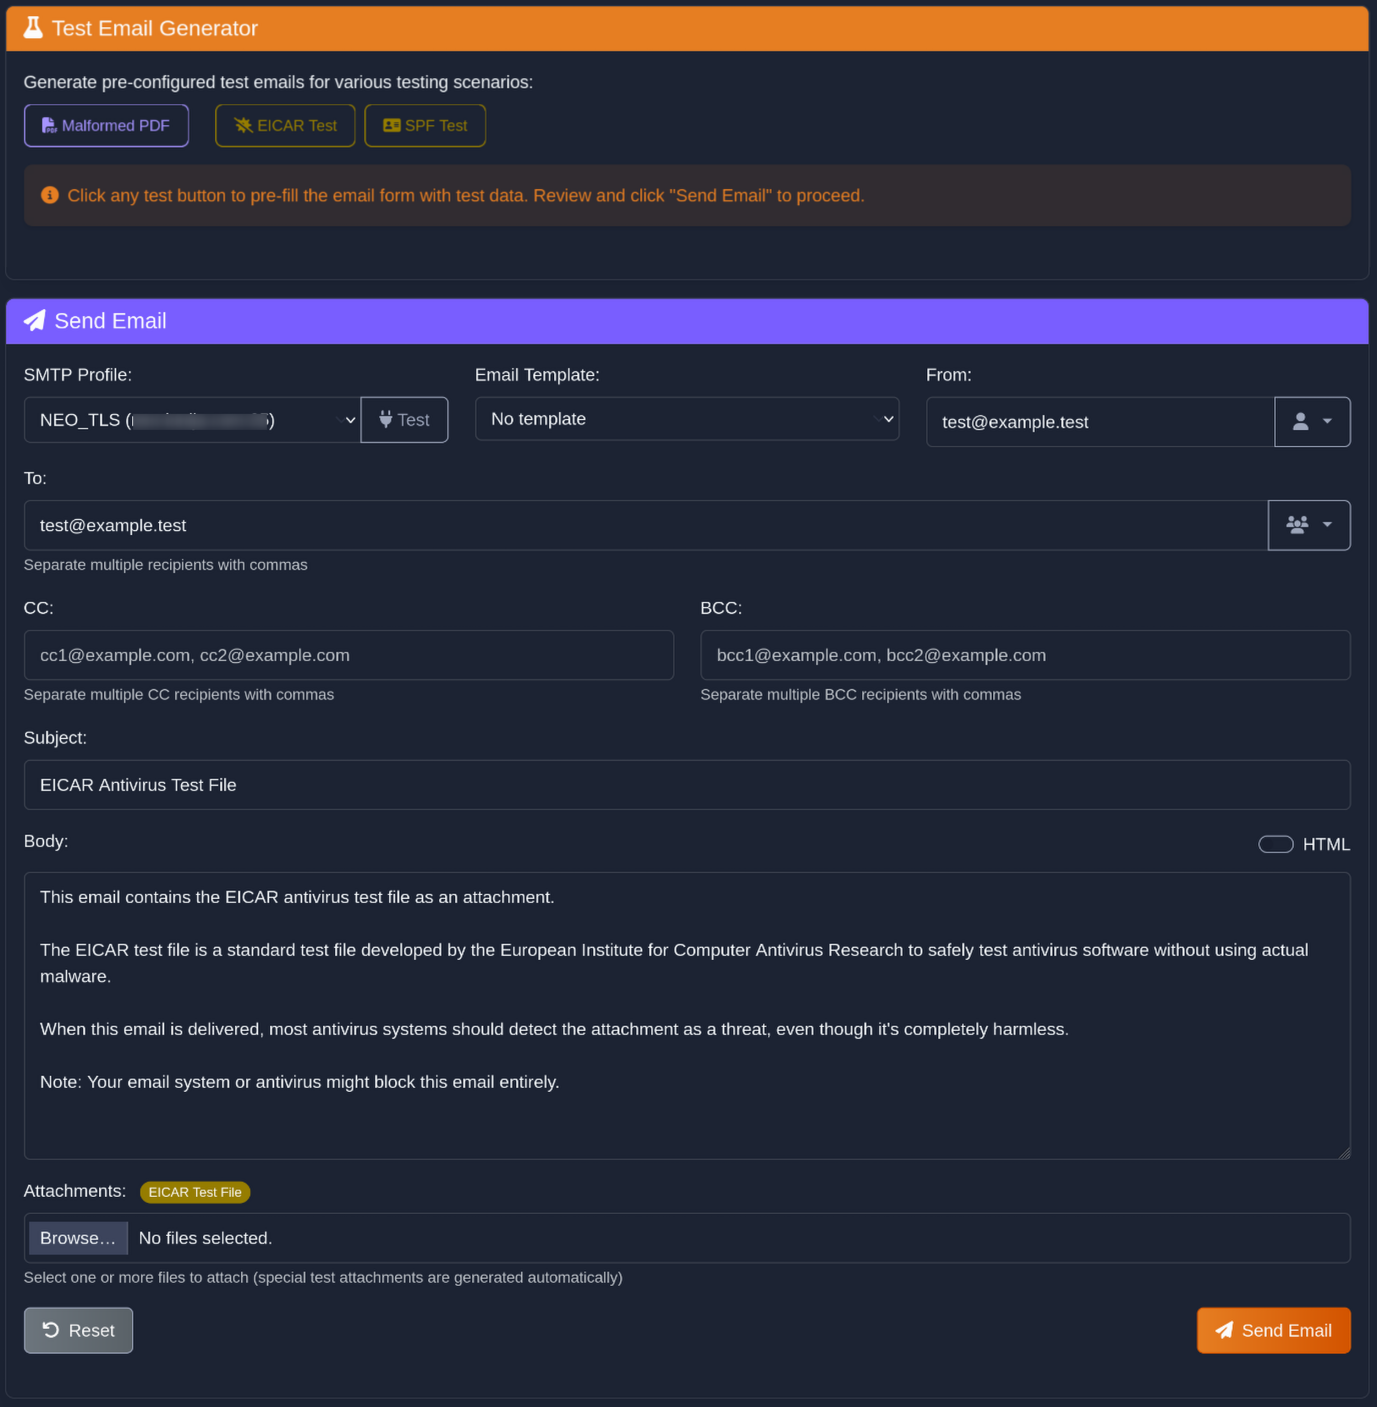 Test Email Generator
Generate pre-configured test emails for various testing scenarios:
Malformed PDF
EICAR Test
SPF Test
Click any test button to pre-fill the email form with test data. Review and click "Send Email" to proceed.
Send Email
SMTP Profile:
Email Template:
From:
NEO_TLS (
)
Test
No template
test@example.test
To:
test@example.test
Separate multiple recipients with commas
CC:
BCC:
cc1@example.com, cc2@example.com
bcc1@example.com, bcc2@example.com
Separate multiple CC recipients with commas
Separate multiple BCC recipients with commas
Subject:
EICAR Antivirus Test File
Body:
HTML
This email contains the EICAR antivirus test file as an attachment.
The EICAR test file is a standard test file developed by the European Institute for Computer Antivirus Research to safely test antivirus software without using actual
malware.
When this email is delivered, most antivirus systems should detect the attachment as a threat, even though it's completely harmless.
Note: Your email system or antivirus might block this email entirely.
Attachments:
EICAR Test File
Browse...
No files selected.
Select one or more files to attach (special test attachments are generated automatically)
Reset
Send Email